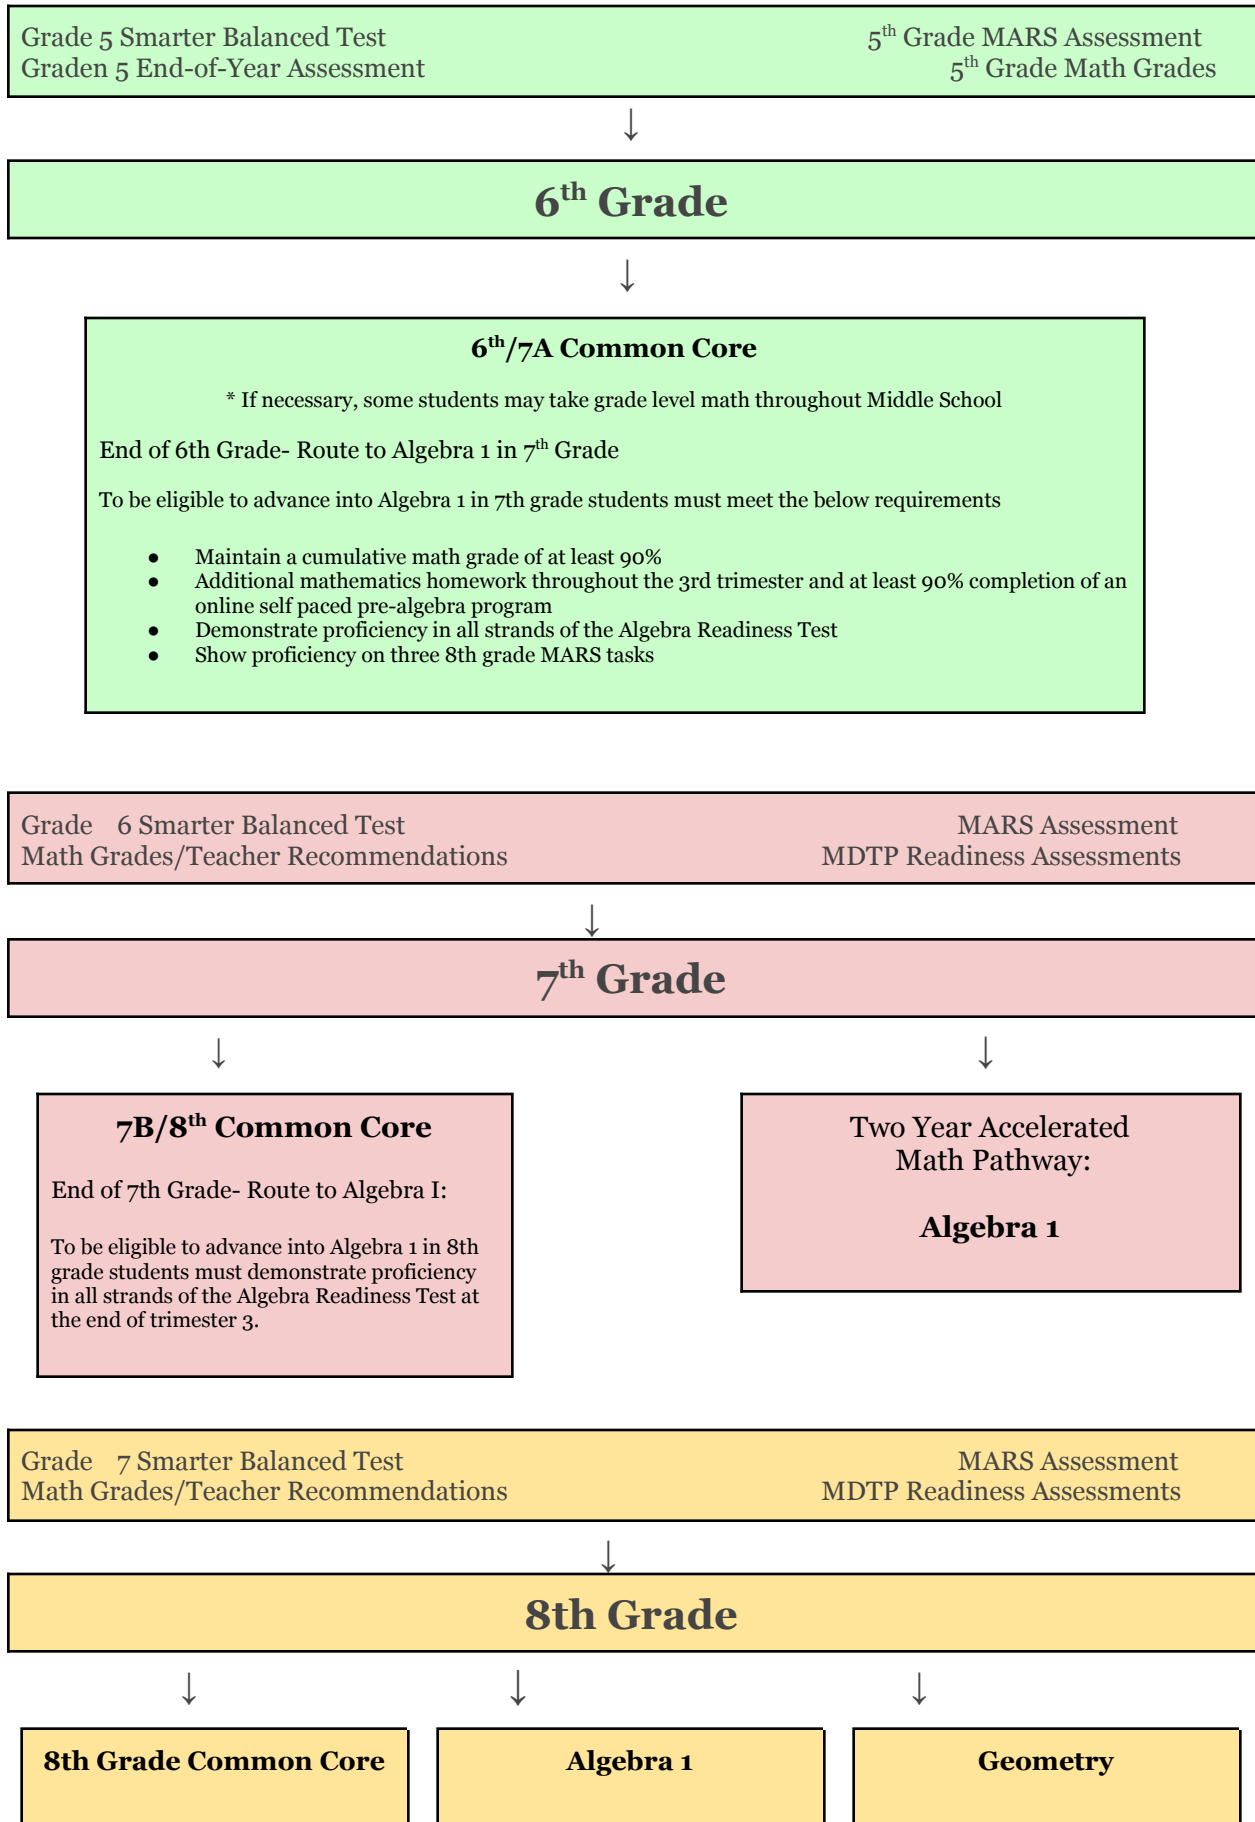 Grade 5 Smarter Balanced Test 5th Grade MARS Assessment
Graden 5 End-of-Year Assessment 5th Grade Math Grades
↓
6th Grade
↓
6th/7A Common Core
* If necessary, some students may take grade level math throughout Middle School
End of 6th Grade- Route to Algebra 1 in 7th Grade
To be eligible to advance into Algebra 1 in 7th grade students must meet the below requirements
● Maintain a cumulative math grade of at least 90%
● Additional mathematics homework throughout the 3rd trimester and at least 90% completion of an
online self paced pre-algebra program
● Demonstrate proficiency in all strands of the Algebra Readiness Test
● Show proficiency on three 8th grade MARS tasks
Grade 6 Smarter Balanced Test MARS Assessment
Math Grades/Teacher Recommendations MDTP Readiness Assessments
↓
7th Grade
↓ ↓
7B/8th Common Core
End of 7th Grade- Route to Algebra I:
To be eligible to advance into Algebra 1 in 8th
grade students must demonstrate proficiency
in all strands of the Algebra Readiness Test at
the end of trimester 3.
Two Year Accelerated
Math Pathway:
Algebra 1
Grade 7 Smarter Balanced Test MARS Assessment
Math Grades/Teacher Recommendations MDTP Readiness Assessments
↓
8th Grade
↓ ↓ ↓
8th Grade Common Core
Algebra 1
Geometry